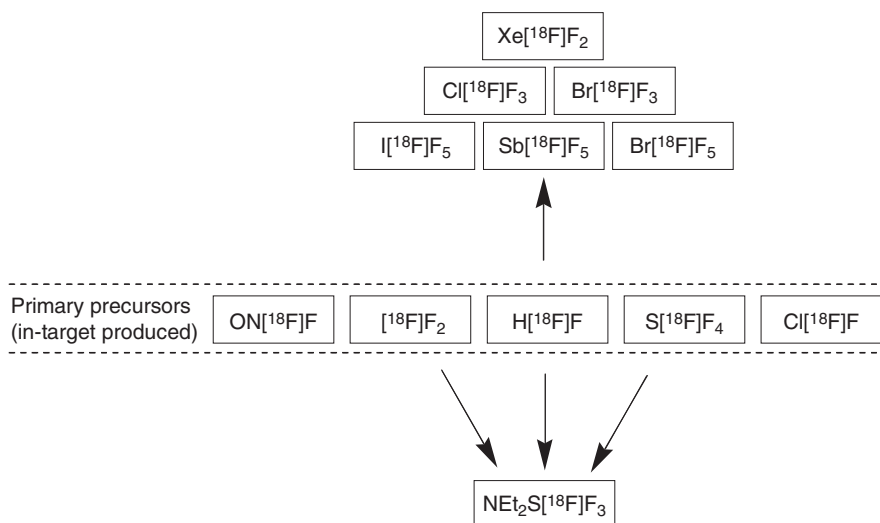 Xe[¹⁸F]F₂
Cl[¹⁸F]F₃ Br[¹⁸F]F₃
I[¹⁸F]F₅ Sb[¹⁸F]F₅ Br[¹⁸F]F₅
Primary precursors
(in-target produced)
ON[¹⁸F]F [¹⁸F]F₂ H[¹⁸F]F S[¹⁸F]F₄ Cl[¹⁸F]F
NEt₂S[¹⁸F]F₃